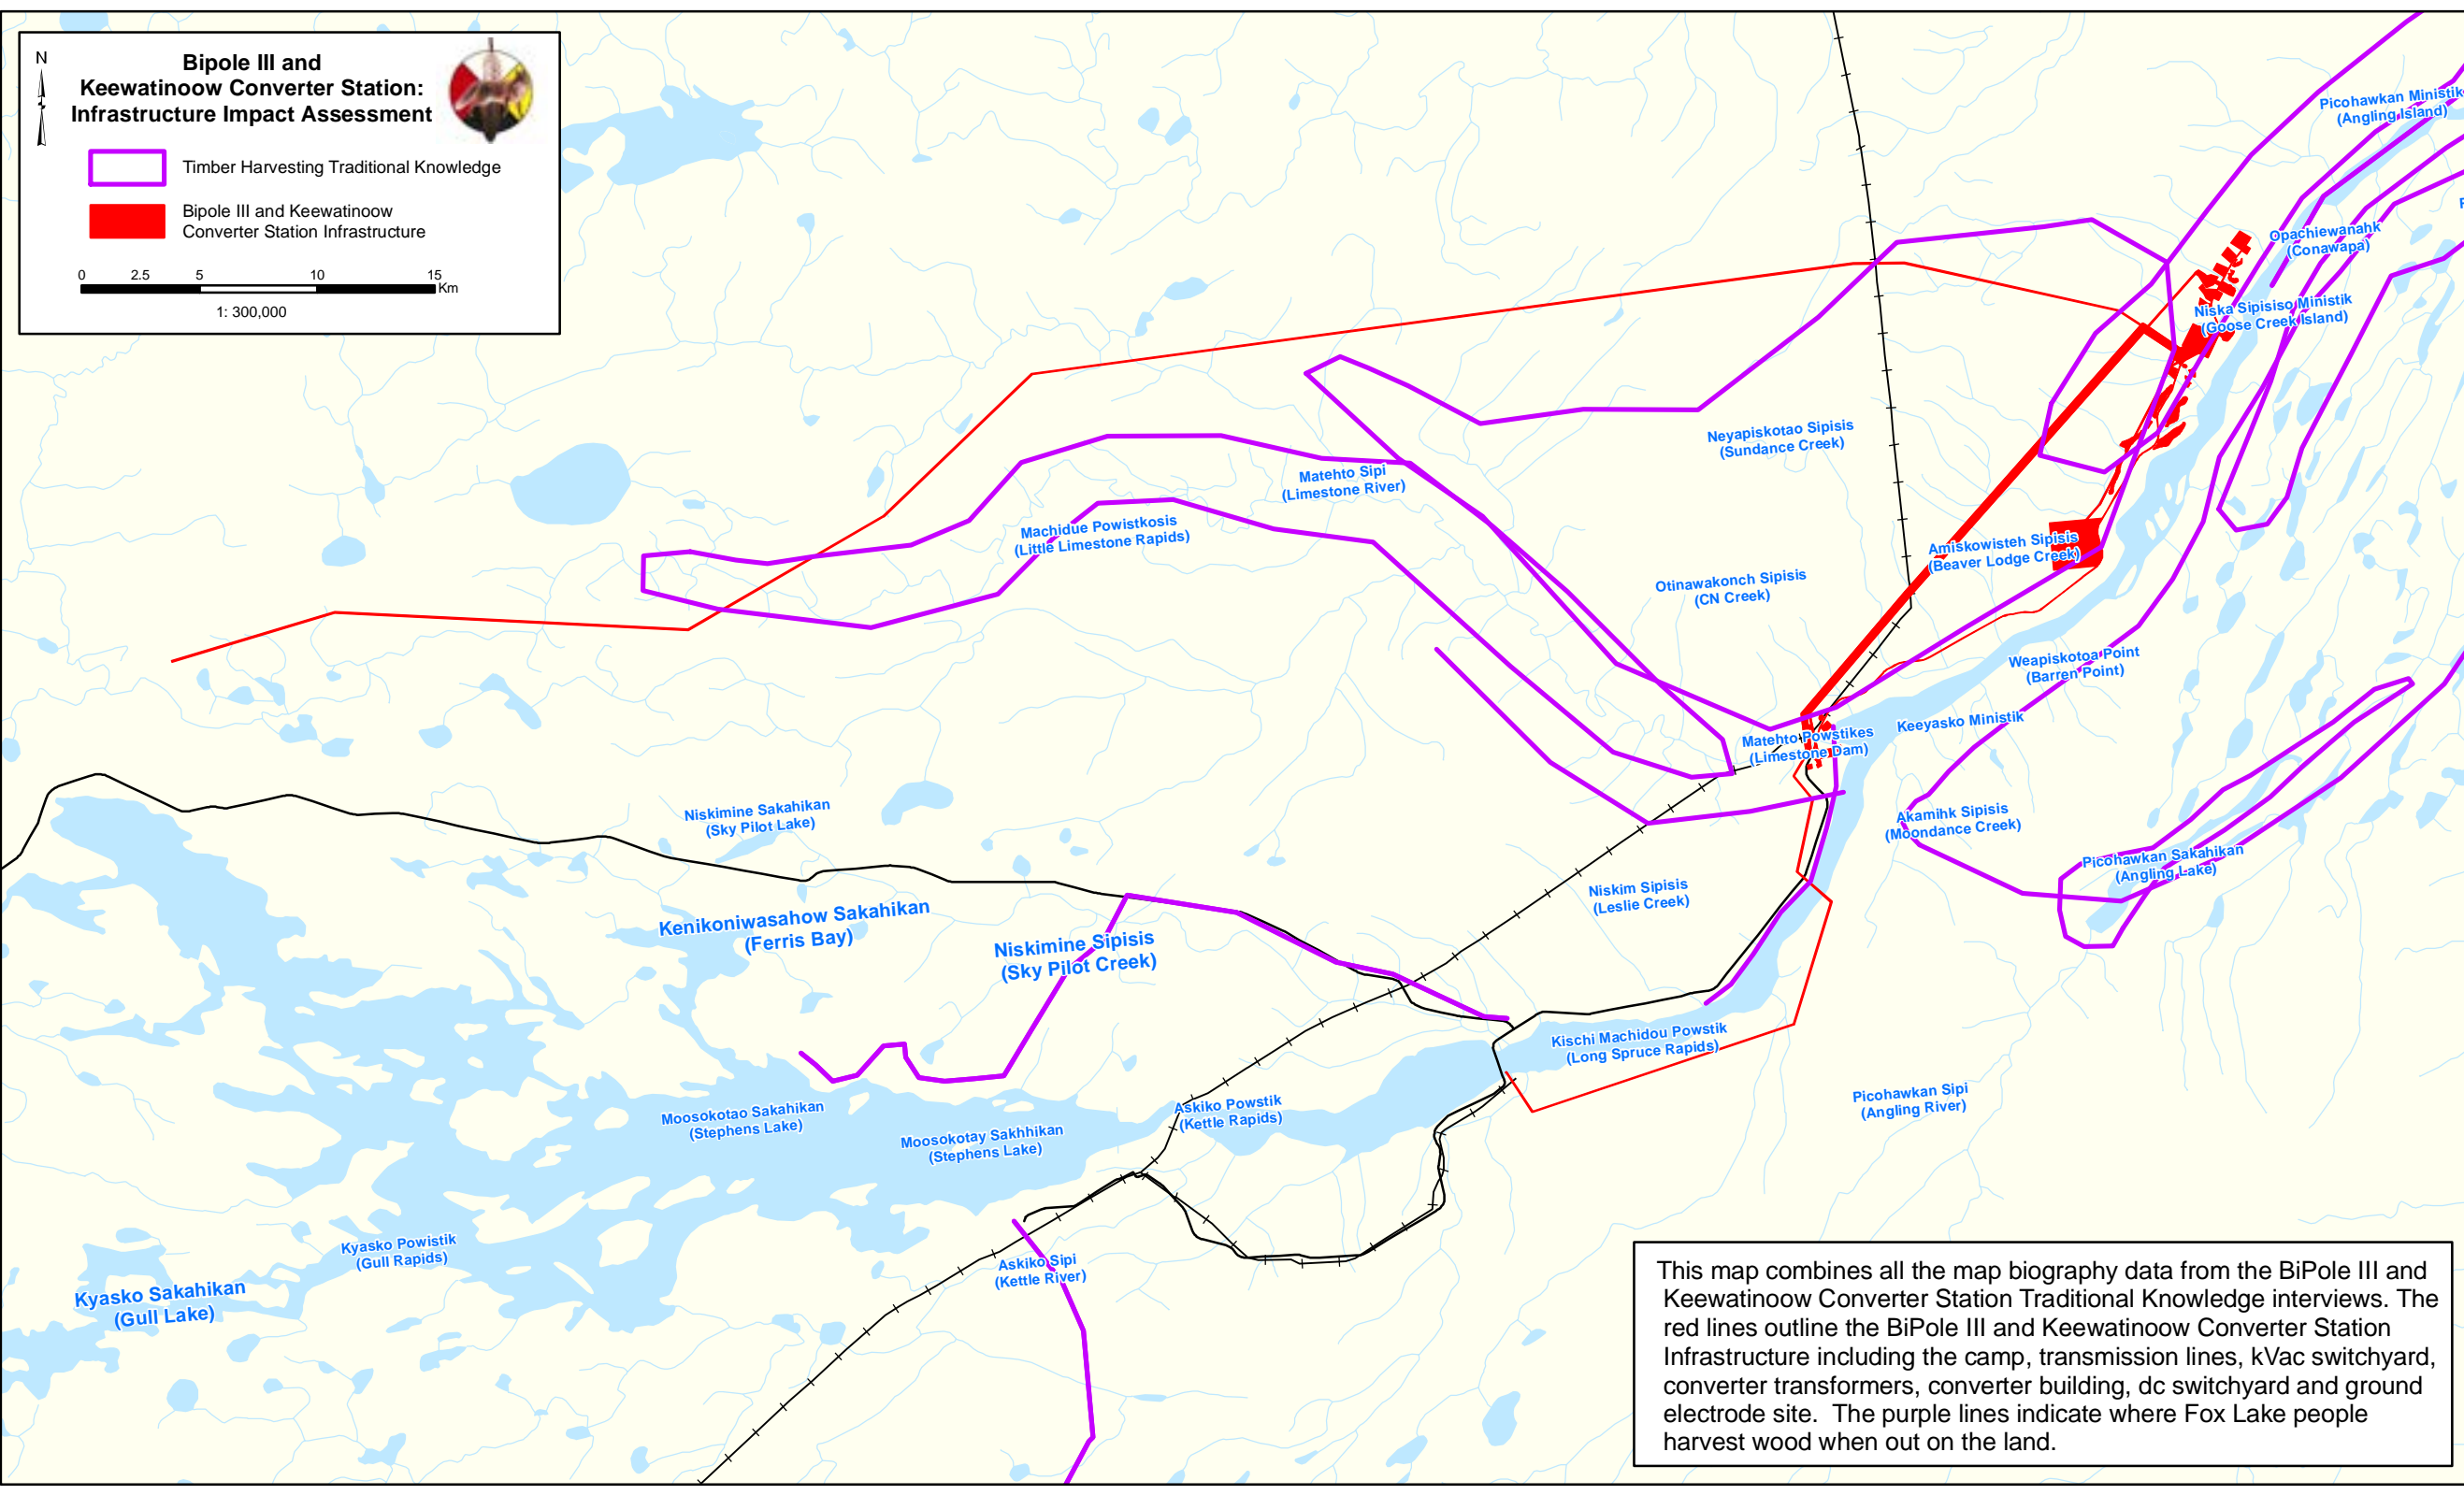 N
Bipole III and
Keewatinoow Converter Station:
Infrastructure Impact Assessment
Timber Harvesting Traditional Knowledge
Bipole III and Keewatinoow
Converter Station Infrastructure
0 2.5 5 10 15
Km
1: 300,000
Picohawkan Ministik
(Angling Island)
Opachiewanahk
(Conawapa)
Niska Sipisiso Ministik
(Goose Creek Island)
Neyapiskotao Sipisis
(Sundance Creek)
Matehto Sipi
(Limestone River)
Machidue Powistkosis
(Little Limestone Rapids)
Amiskowisteh Sipisis
(Beaver Lodge Creek)
Otinawakonch Sipisis
(CN Creek)
Weapiskotoa Point
(Barren Point)
Keeyasko Ministik
Matehto Powstikes
(Limestone Dam)
Niskimine Sakahikan
(Sky Pilot Lake)
Akamihk Sipisis
(Moondance Creek)
Picohawkan Sakahikan
(Angling Lake)
Niskim Sipisis
(Leslie Creek)
Kenikoniwasahow Sakahikan
(Ferris Bay)
Niskimine Sipisis
(Sky Pilot Creek)
Kischi Machidou Powstik
(Long Spruce Rapids)
Picohawkan Sipi
(Angling River)
Askiko Powstik
(Kettle Rapids)
Moosokotao Sakahikan
(Stephens Lake)
Moosokotay Sakhhikan
(Stephens Lake)
Kyasko Powistik
(Gull Rapids)
Askiko Sipi
(Kettle River)
Kyasko Sakahikan
(Gull Lake)
This map combines all the map biography data from the BiPole III and
Keewatinoow Converter Station Traditional Knowledge interviews. The
red lines outline the BiPole III and Keewatinoow Converter Station
Infrastructure including the camp, transmission lines, kVac switchyard,
converter transformers, converter building, dc switchyard and ground
electrode site. The purple lines indicate where Fox Lake people
harvest wood when out on the land.